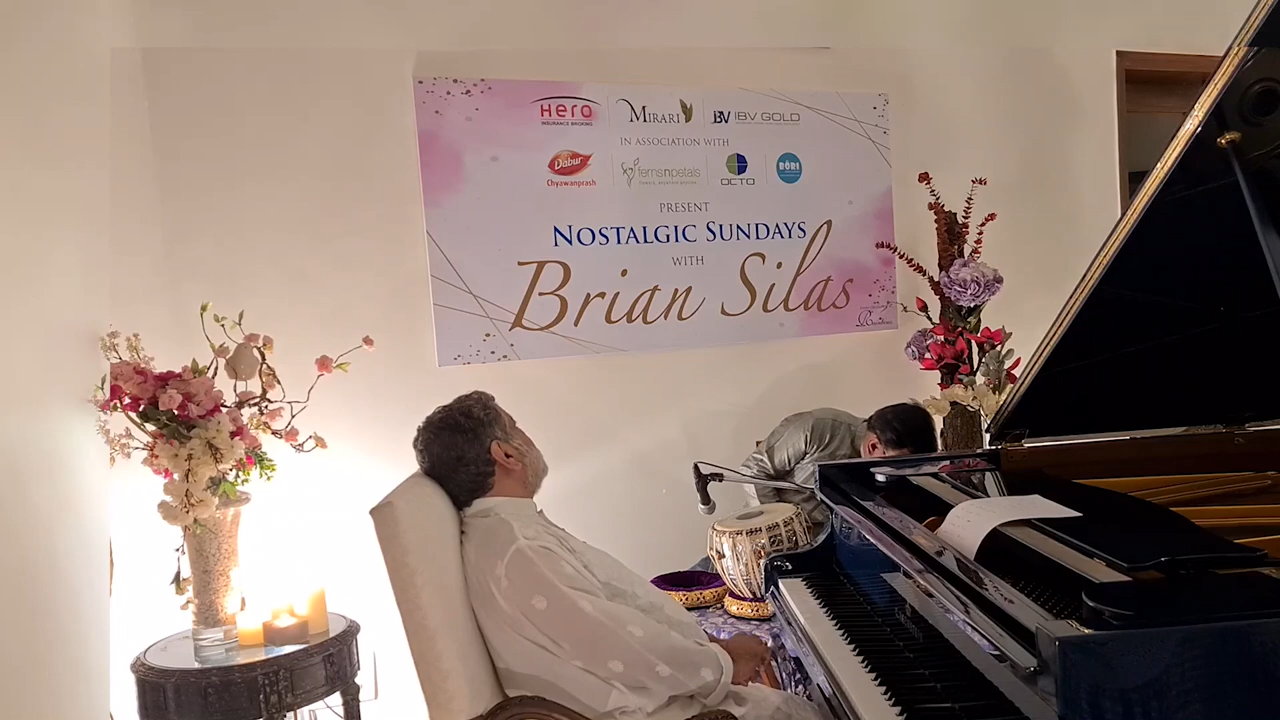 HERO
INSURANCE BROKING
MIRARI
IBV IBV GOLD
IN ASSOCIATION WITH
Dabur
Chyawanprash
fernsnpetals
OCTO
PRESENT
NOSTALGIC SUNDAYS
WITH
Brian Silas